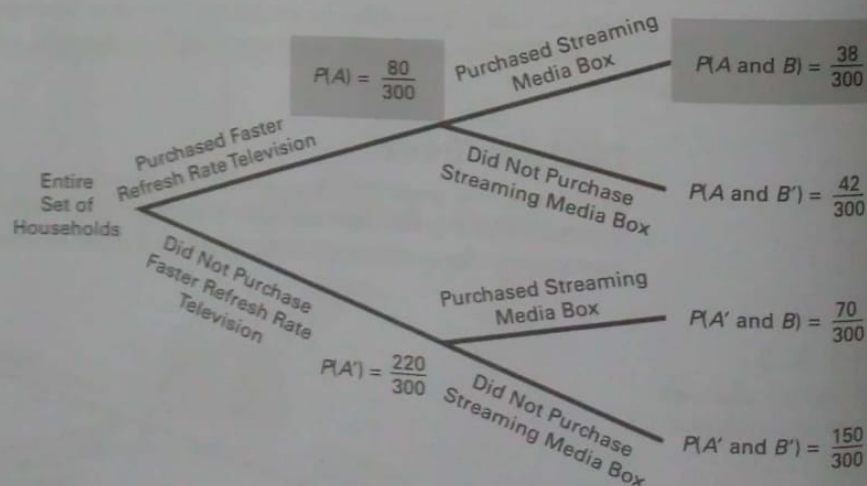 P(A) = 80/300
Purchased Streaming
Media Box
P(A and B) = 38/300
Purchased Faster
Refresh Rate Television
Did Not Purchase
Streaming Media Box
P(A and B′) = 42/300
Entire
Set of
Households
Did Not Purchase
Faster Refresh Rate
Television
Purchased Streaming
Media Box
P(A′ and B) = 70/300
P(A′) = 220/300
Did Not Purchase
Streaming Media Box
P(A′ and B′) = 150/300